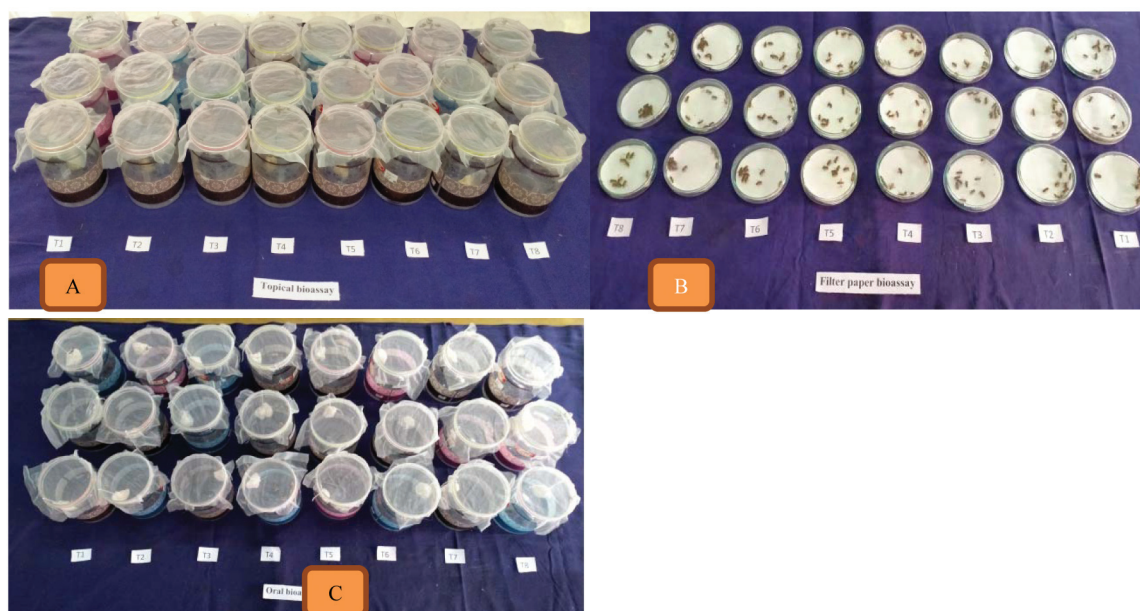 T1 T2 T3 T4 T5 T6 T7 T8
Topical bioassay
A
T8 T7 T6 T5 T4 T3 T2 T1
Filter paper bioassay
B
T2 T3 T4 T5 T6 T7 T8
Oral
C